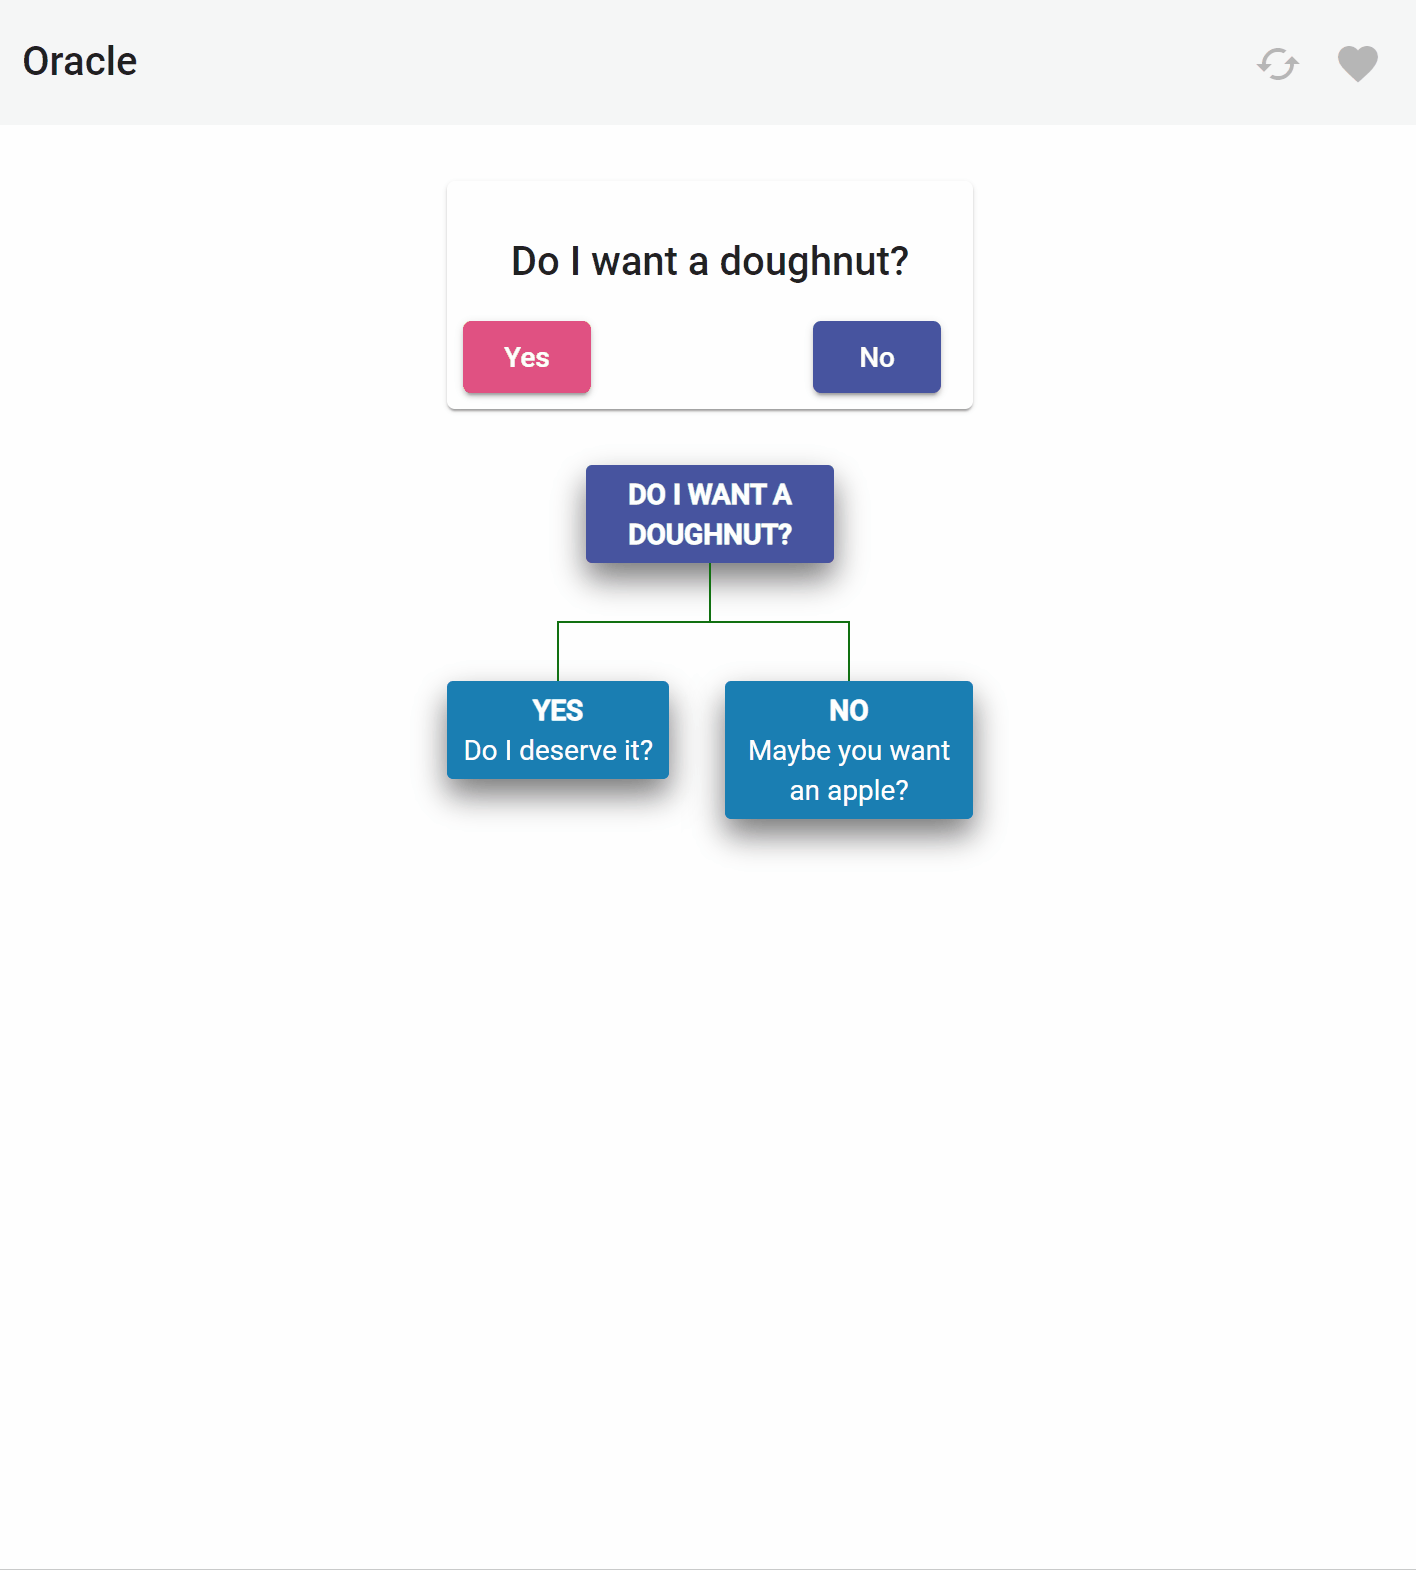 Oracle
Do I want a doughnut?
Yes
No
DO I WANT A
DOUGHNUT?
YES
Do I deserve it?
NO
Maybe you want
an apple?